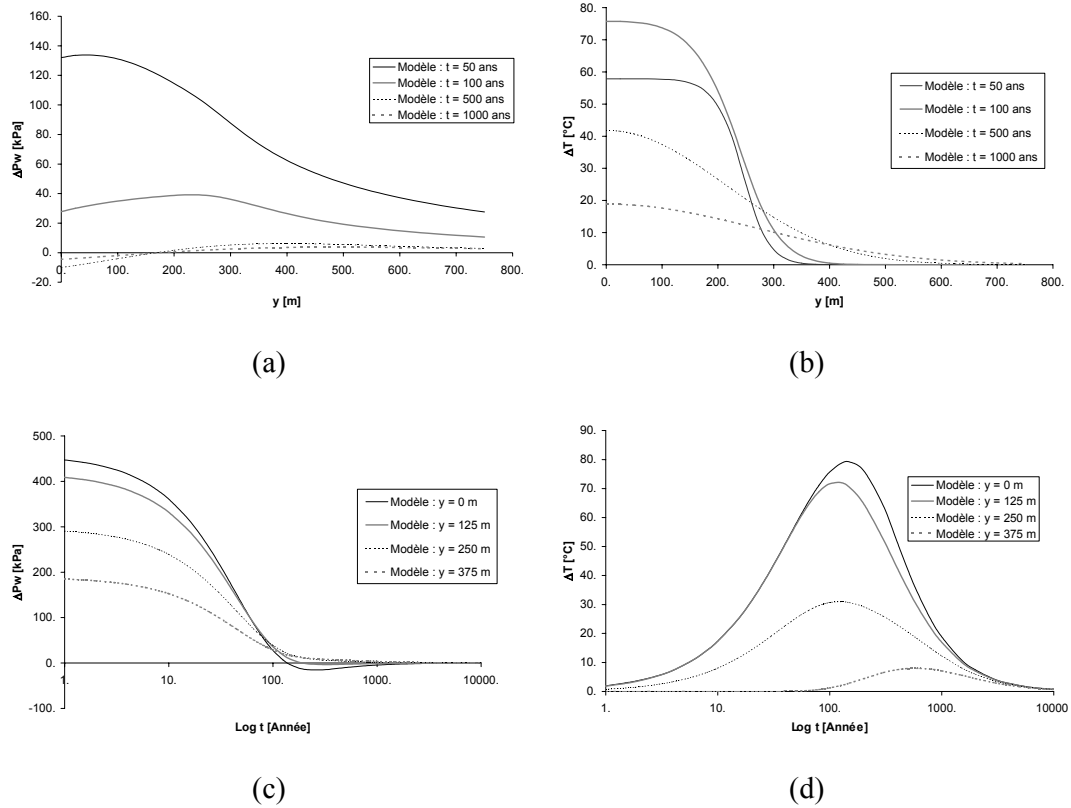 160.
140.
120.
100.
80.
60.
40.
20.
0.
-20.
0. 100. 200. 300. 400. 500. 600. 700. 800.
y [m]
ΔPw [kPa]
Modèle : t = 50 ans
Modèle : t = 100 ans
Modèle : t = 500 ans
Modèle : t = 1000 ans
(a)
80.
70.
60.
50.
40.
30.
20.
10.
0.
0. 100. 200. 300. 400. 500. 600. 700. 800.
y [m]
ΔT [°C]
Modèle : t = 50 ans
Modèle : t = 100 ans
Modèle : t = 500 ans
Modèle : t = 1000 ans
(b)
500.
400.
300.
200.
100.
0.
-100.
1. 10. 100. 1000. 10000.
Log t [Année]
ΔPw [kPa]
Modèle : y = 0 m
Modèle : y = 125 m
Modèle : y = 250 m
Modèle : y = 375 m
(c)
90.
80.
70.
60.
50.
40.
30.
20.
10.
0.
1. 10. 100. 1000. 10000
Log t [Année]
ΔT [°C]
Modèle : y = 0 m
Modèle : y = 125 m
Modèle : y = 250 m
Modèle : y = 375 m
(d)